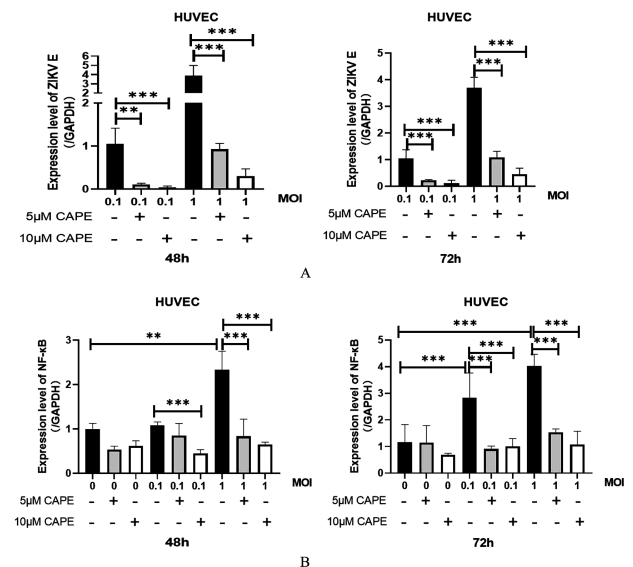 A
HUVEC
Expression level of ZIKV E
(/GAPDH)
6
5
4
3
2
2
1
0
**
***
***
***
0.1 0.1 0.1 1 1 1 MOI
5μM CAPE - + - - + -
10μM CAPE - - + - - +
48h
HUVEC
Expression level of ZIKV E
(/GAPDH)
5
4
3
2
1
0
***
***
***
***
0.1 0.1 0.1 1 1 1 MOI
5μM CAPE - + - - + -
10μM CAPE - - + - - +
72h
A
B
HUVEC
Expression level of NF-κB
(/GAPDH)
3
2
1
0
**
***
***
***
0 0 0 0.1 0.1 0.1 1 1 1 MOI
5μM CAPE - + - - + - - + -
10μM CAPE - - + - - + - - +
48h
HUVEC
Expression level of NF-κB
(/GAPDH)
5
4
3
2
1
0
***
***
***
***
***
***
0 0 0 0.1 0.1 0.1 1 1 1 MOI
5μM CAPE - + - - + - - + -
10μM CAPE - - + - - + - - +
72h
B